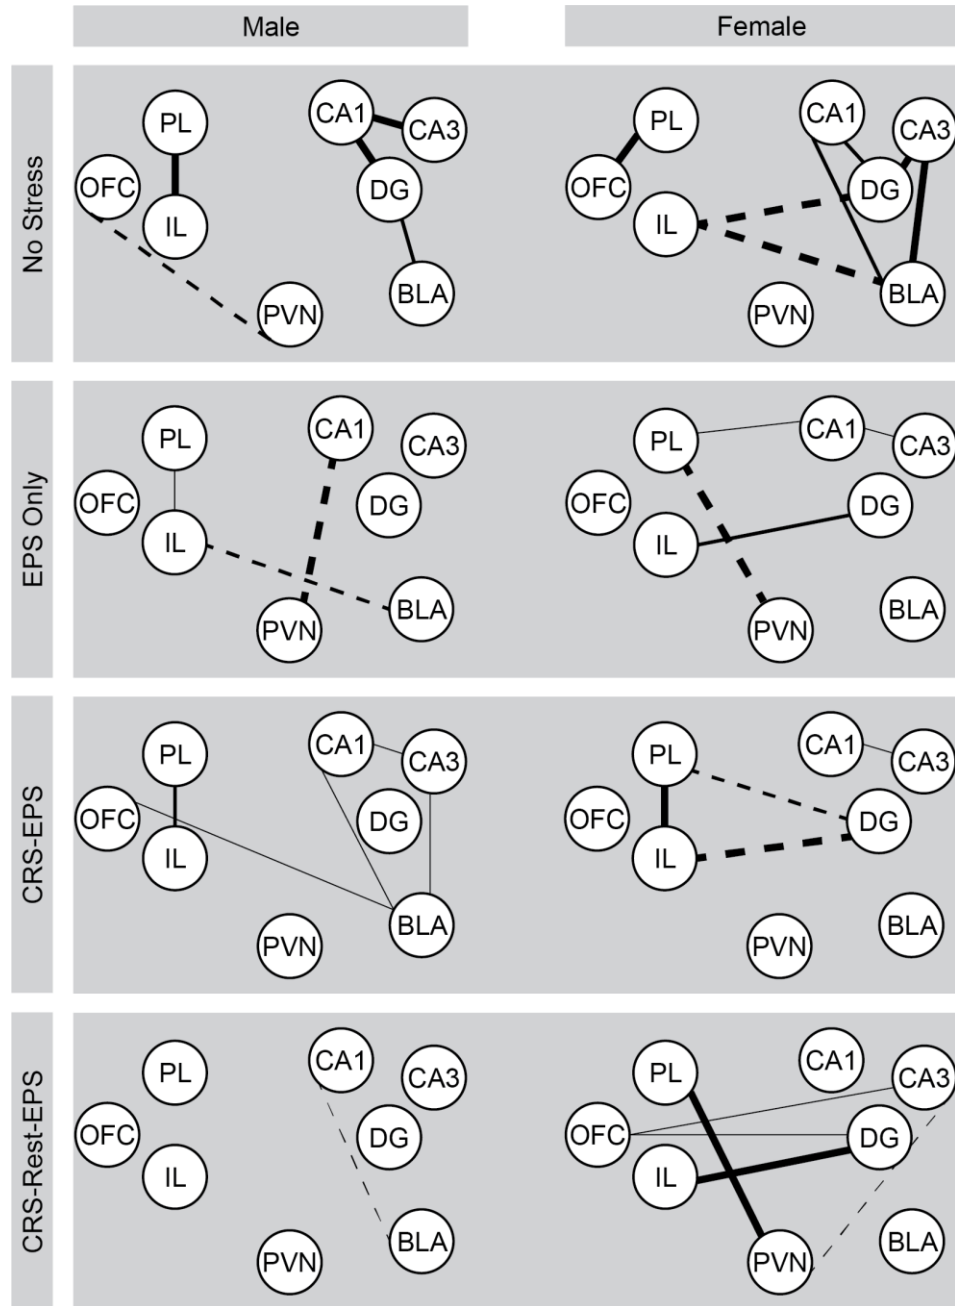 Male
Female
No Stress
PL
OFC
IL
PVN
CA1
CA3
DG
BLA
PL
OFC
IL
PVN
CA1
CA3
DG
BLA
EPS Only
PL
OFC
IL
PVN
CA1
CA3
DG
BLA
PL
OFC
IL
PVN
CA1
CA3
DG
BLA
CRS-EPS
PL
OFC
IL
PVN
CA1
CA3
DG
BLA
PL
OFC
IL
PVN
CA1
CA3
DG
BLA
CRS-Rest-EPS
PL
OFC
IL
PVN
CA1
CA3
DG
BLA
PL
OFC
IL
PVN
CA1
CA3
DG
BLA